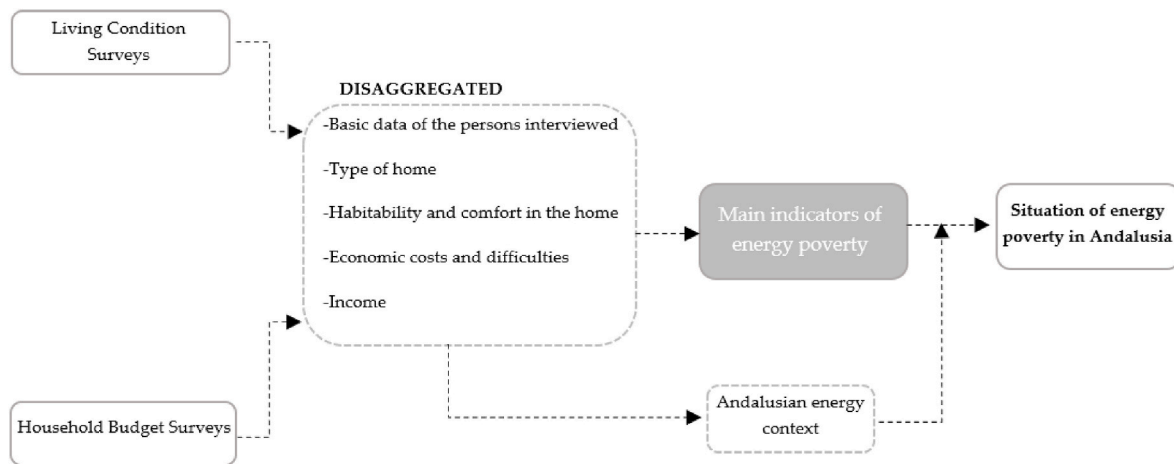 Living Condition
Surveys
DISAGGREGATED
-Basic data of the persons interviewed
-Type of home
-Habitability and comfort in the home
-Economic costs and difficulties
-Income
Main indicators of
energy poverty
Situation of energy
poverty in Andalusia
Household Budget Surveys
Andalusian energy
context